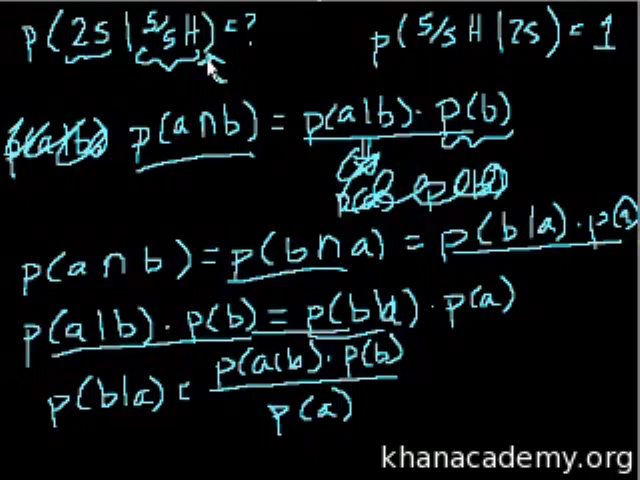 p(2S | 5/5 H) = ? p(5/5 H | 2S) = 1
p(a ∩ b) = p(a|b) · p(b)
p(a ∩ b) = p(b ∩ a) = p(b|a) · p(a)
p(a|b) · p(b) = p(b|a) · p(a)
p(b|a) = p(a|b) · p(b)
p(a)
khanacademy.org